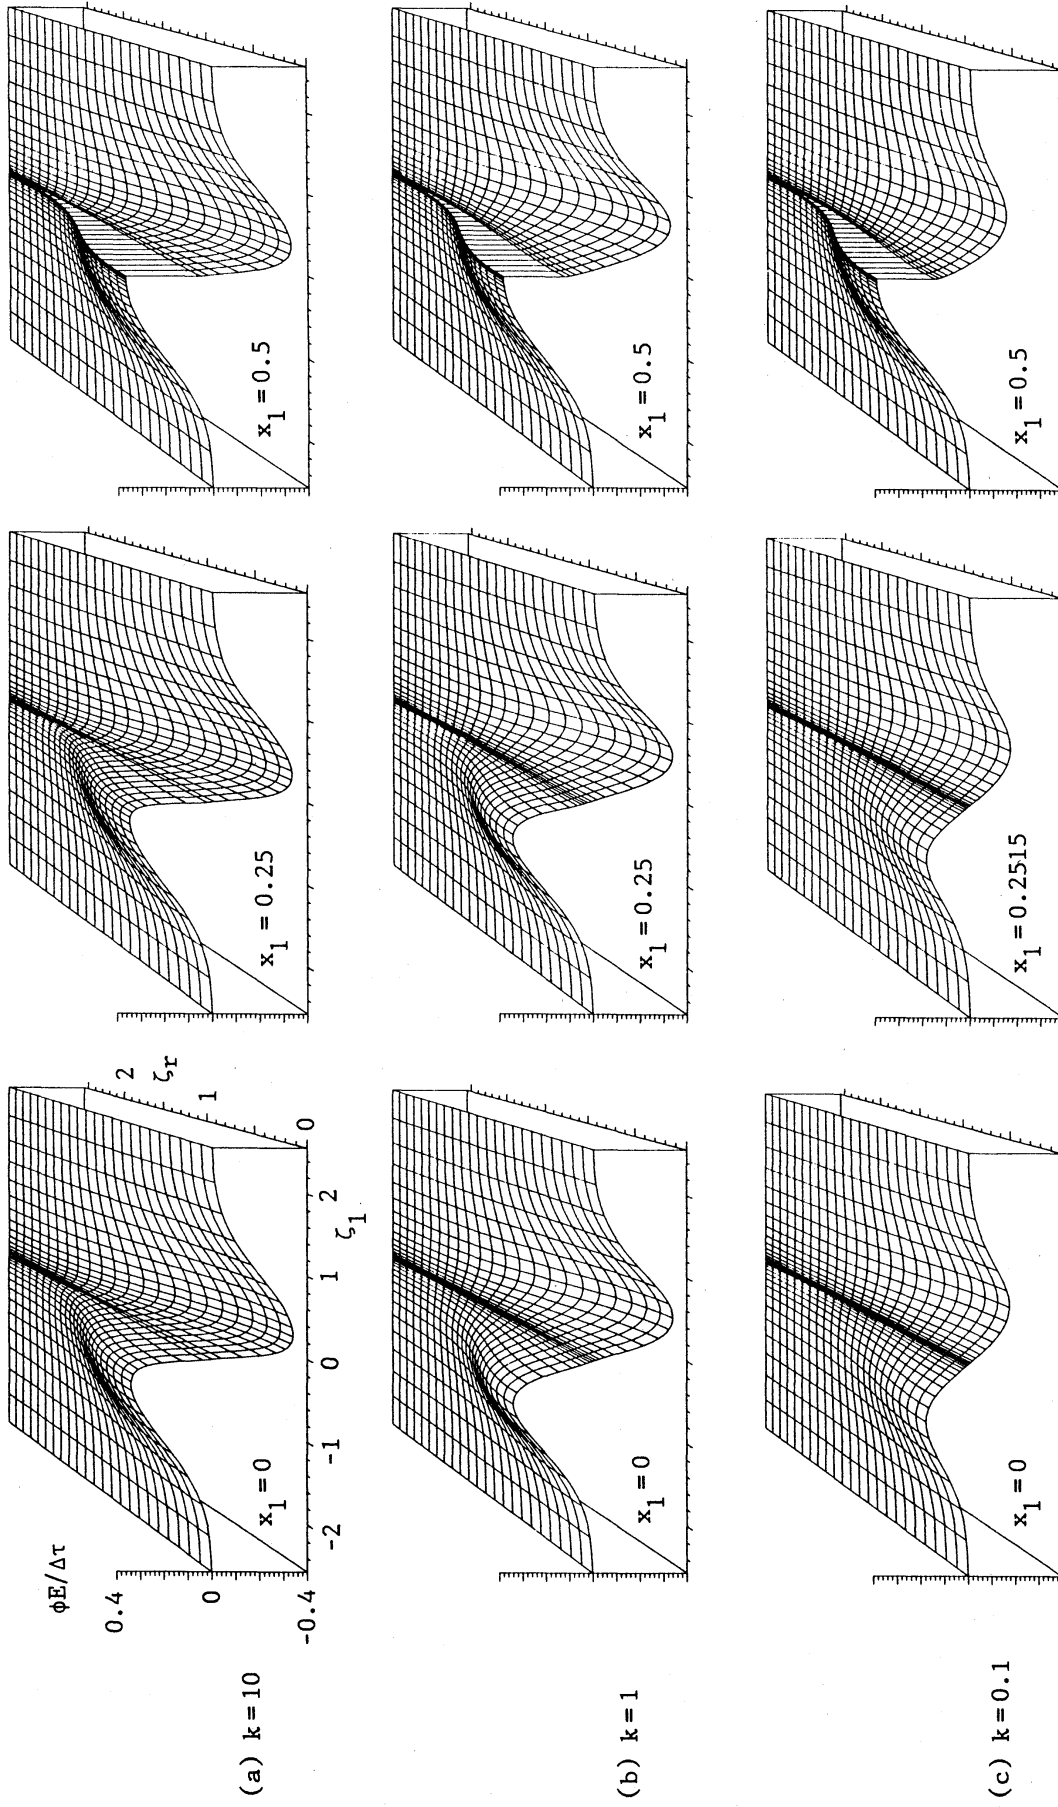 ϕE/Δτ
0.4
0
-0.4
-2
-1
0
1
2
ζ1
0
1
2
ζr
x1 = 0
x1 = 0.25
x1 = 0.5
(a) k = 10
x1 = 0
x1 = 0.25
x1 = 0.5
(b) k = 1
x1 = 0
x1 = 0.2515
x1 = 0.5
(c) k = 0.1